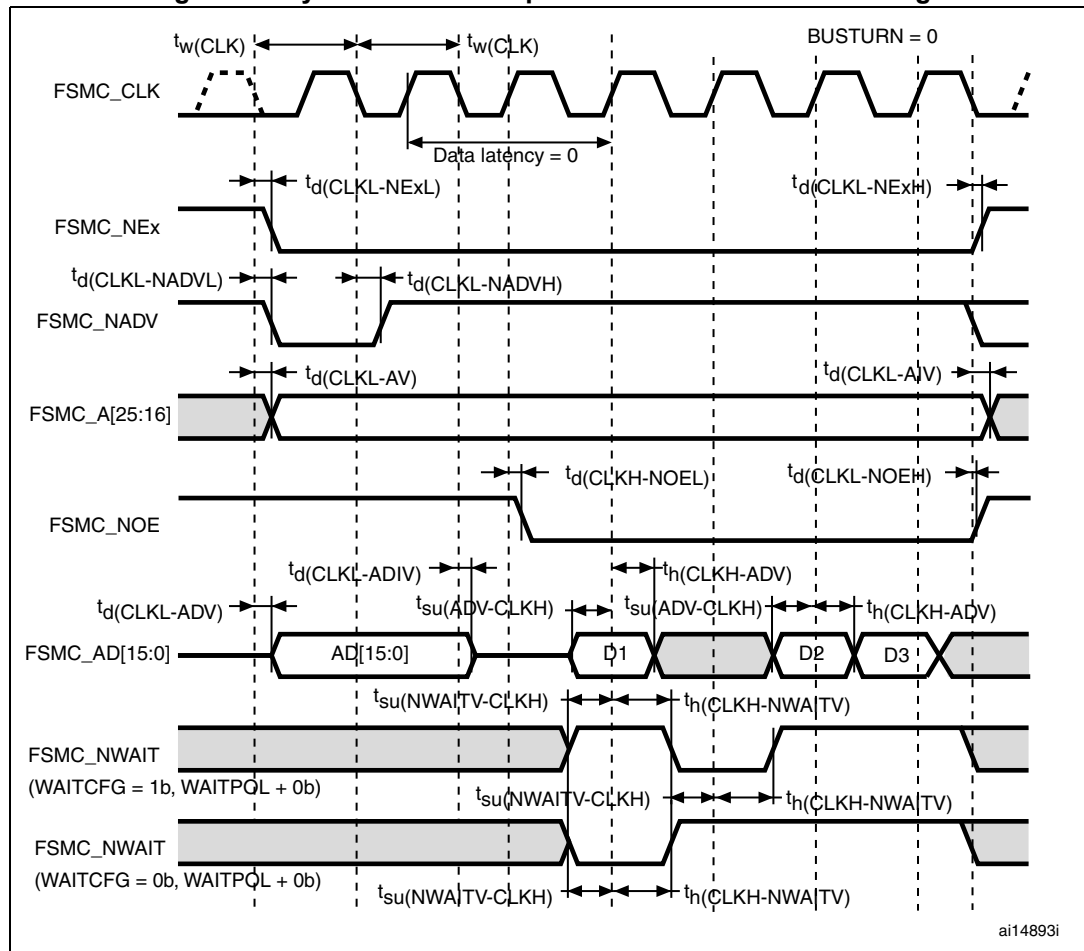 tw(CLK) tw(CLK) BUSTURN = 0
FSMC_CLK
Data latency = 0
td(CLKL-NExL) td(CLKL-NExH)
FSMC_NEx
td(CLKL-NADVL) td(CLKL-NADVH)
FSMC_NADV
td(CLKL-AV) td(CLKL-AIV)
FSMC_A[25:16]
td(CLKH-NOEL) td(CLKL-NOEH)
FSMC_NOE
td(CLKL-ADIV) th(CLKH-ADV)
td(CLKL-ADV) tsu(ADV-CLKH) tsu(ADV-CLKH) th(CLKH-ADV)
FSMC_AD[15:0] AD[15:0] D1 D2 D3
tsu(NWAITV-CLKH) th(CLKH-NWAITV)
FSMC_NWAIT
(WAITCFG = 1b, WAITPOL + 0b)
tsu(NWAITV-CLKH) th(CLKH-NWAITV)
FSMC_NWAIT
(WAITCFG = 0b, WAITPOL + 0b)
tsu(NWAITV-CLKH) th(CLKH-NWAITV)
ai14893i